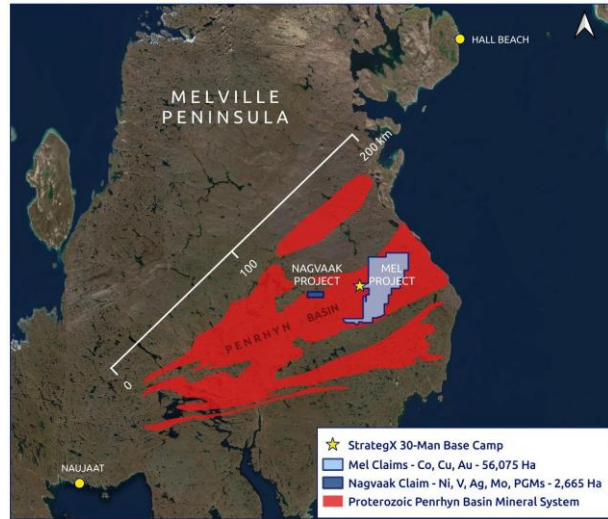 HALL BEACH
MELVILLE
PENINSULA
200 km
100
0
NAGVAAK
PROJECT
MEL
PROJECT
PENRHYN BASIN
NAUJAAT
StrategX 30-Man Base Camp
Mel Claims - Co, Cu, Au - 56,075 Ha
Nagvaak Claim - Ni, V, Ag, Mo, PGMs - 2,665 Ha
Proterozoic Penrhyn Basin Mineral System